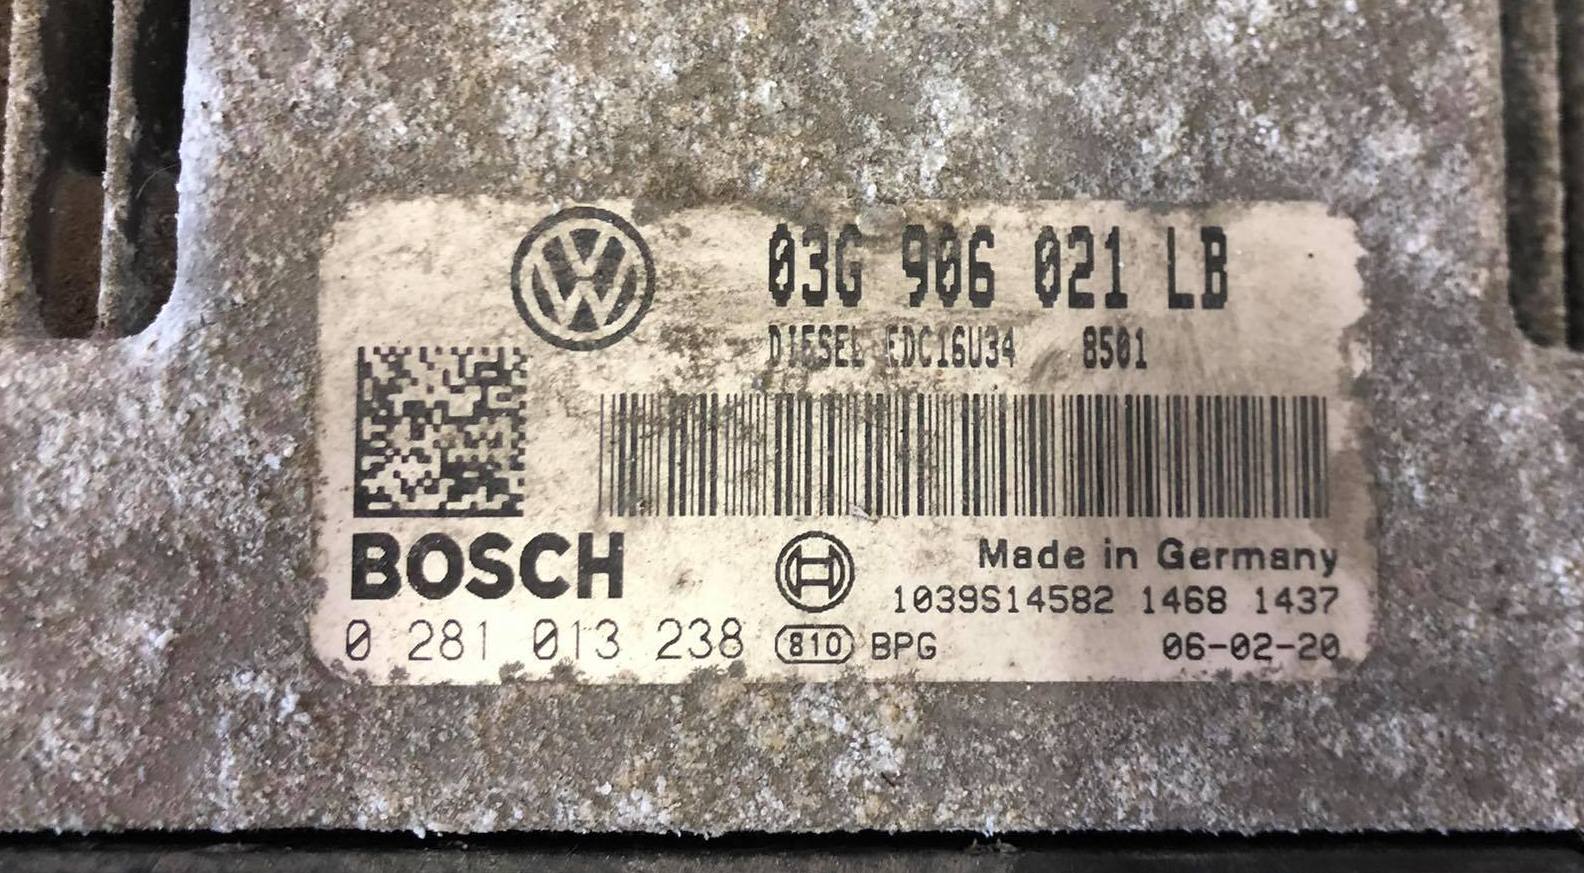 03G 906 021 LB
DIESEL EDC16U34 8501
BOSCH
Made in Germany
1039S14582 1468 1437
0 281 013 238 810 BPG 06-02-20